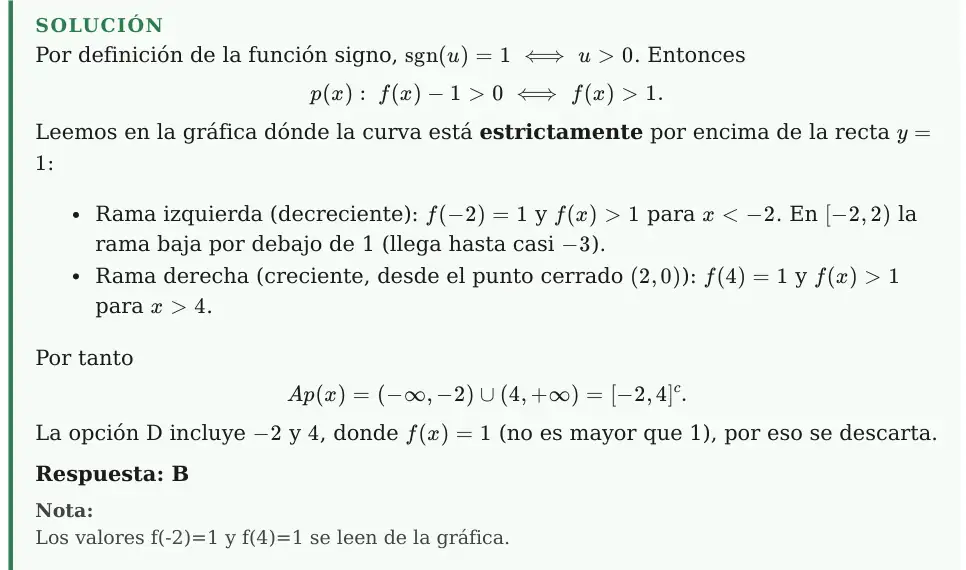 SOLUCIÓN
Por definición de la función signo, sgn(u) = 1 ⟺ u > 0. Entonces
p(x) : f(x) − 1 > 0 ⟺ f(x) > 1.
Leemos en la gráfica dónde la curva está estrictamente por encima de la recta y =
1:
• Rama izquierda (decreciente): f(−2) = 1 y f(x) > 1 para x < −2. En [−2, 2) la
rama baja por debajo de 1 (llega hasta casi −3).
• Rama derecha (creciente, desde el punto cerrado (2, 0)): f(4) = 1 y f(x) > 1
para x > 4.
Por tanto
Ap(x) = (−∞, −2) ∪ (4, +∞) = [−2, 4]ᶜ.
La opción D incluye −2 y 4, donde f(x) = 1 (no es mayor que 1), por eso se descarta.
Respuesta: B
Nota:
Los valores f(-2)=1 y f(4)=1 se leen de la gráfica.